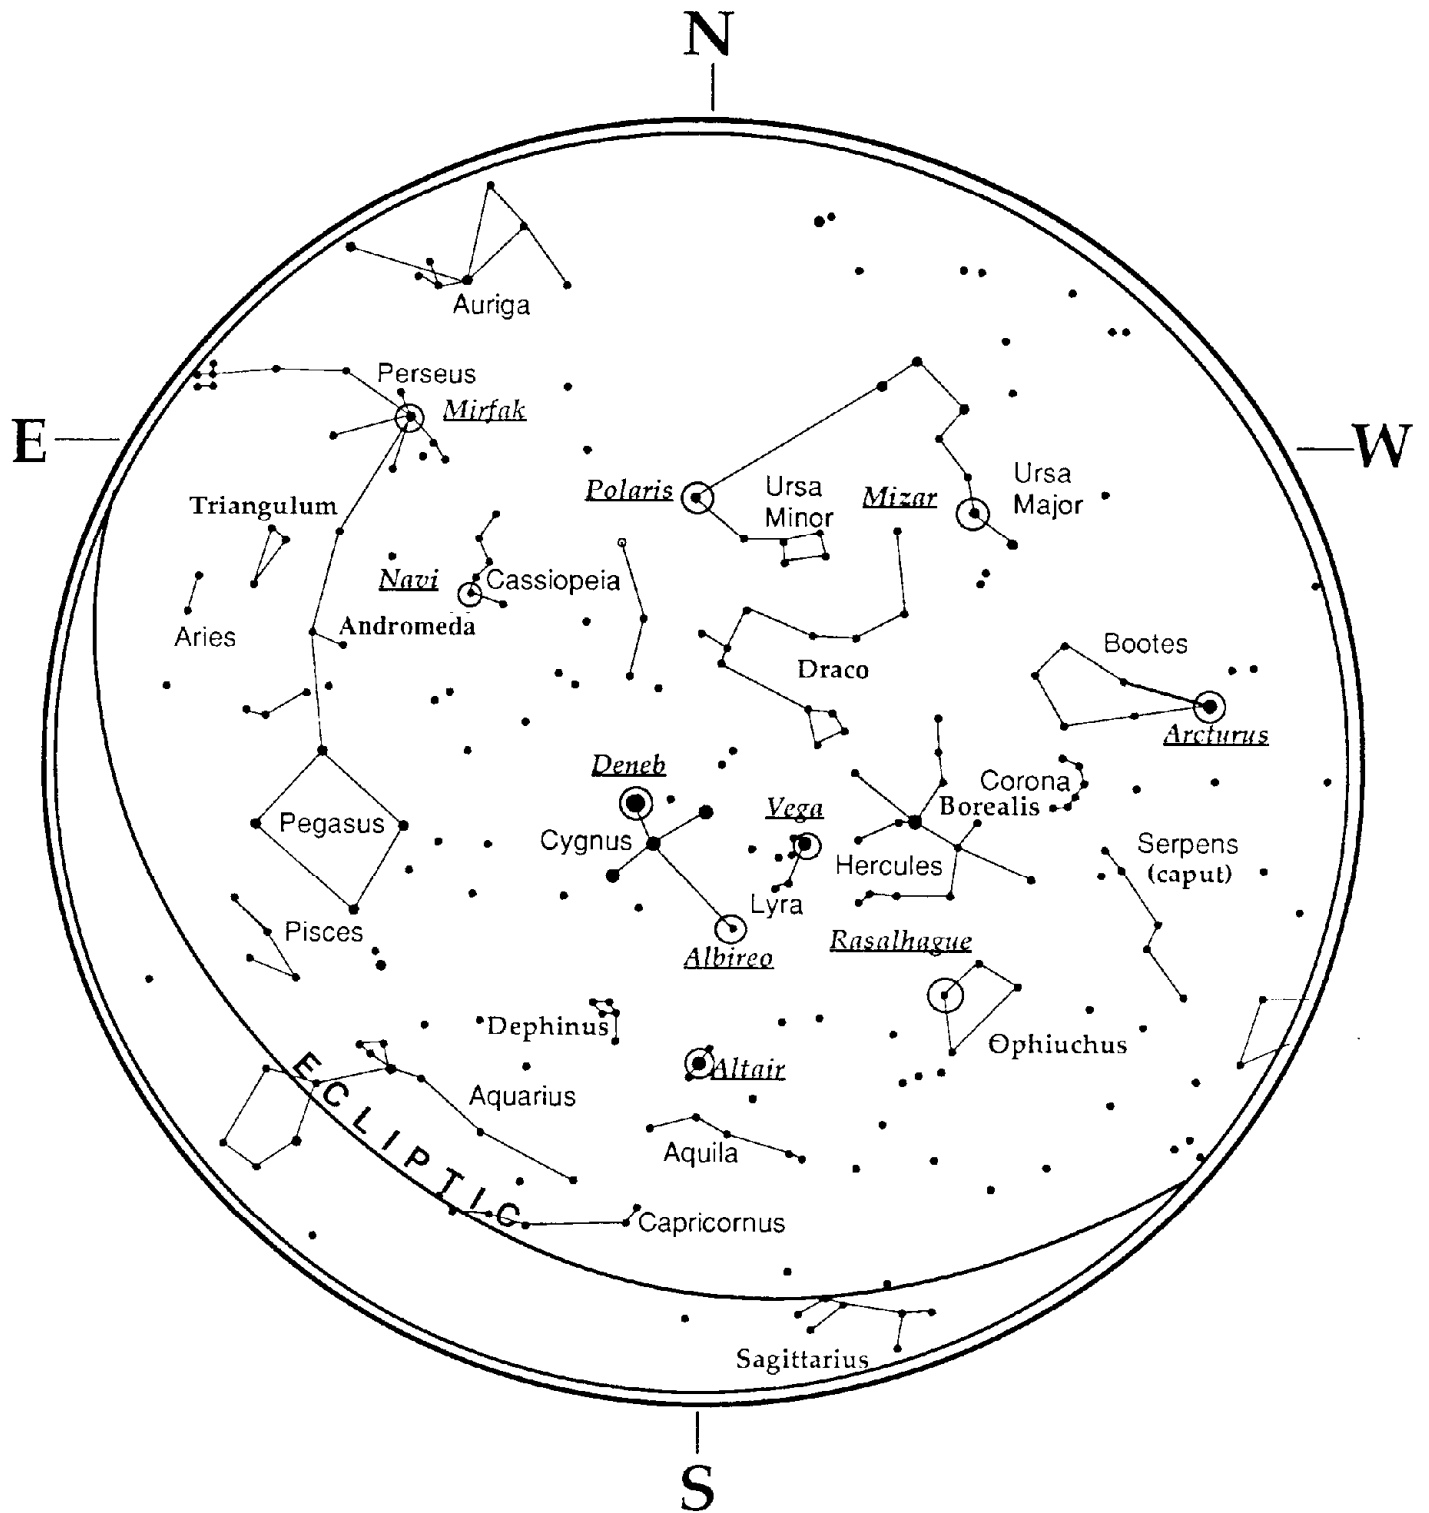 N
Auriga
Perseus
Mirfak
E
W
Polaris
Ursa
Minor
Mizar
Ursa
Major
Triangulum
Navi
Cassiopeia
Aries
Andromeda
Draco
Bootes
Arcturus
Deneb
Vega
Corona
Borealis
Pegasus
Cygnus
Hercules
Serpens
(caput)
Lyra
Pisces
Albireo
Rasalhague
Dephinus
Ophiuchus
Altair
Aquarius
ECLIPTIC
Aquila
Capricornus
Sagittarius
S